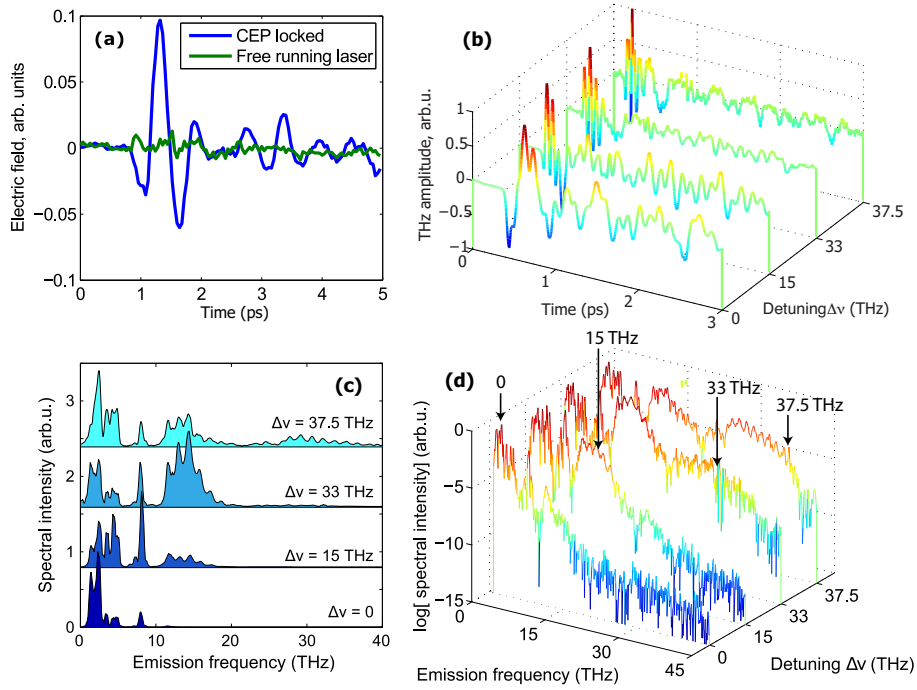 (a)
CEP locked
Free running laser
Electric field, arb. units
0.1
0.05
0
−0.05
−0.1
0 1 2 3 4 5
Time (ps)
(b)
THz amplitude, arb.u.
1
0.5
0
−0.5
−1
0 1 2 3
Time (ps)
0 15 33 37.5
Detuning Δν (THz)
(c)
Spectral intensity (arb.u.)
3
2
1
0
Δv = 37.5 THz
Δv = 33 THz
Δv = 15 THz
Δv = 0
0 10 20 30 40
Emission frequency (THz)
(d)
0
15 THz
33 THz
37.5 THz
log[ spectral intensity] (arb.u.)
0
−5
−10
−15
0 15 30 45
Emission frequency (THz)
0 15 33 37.5
Detuning Δv (THz)